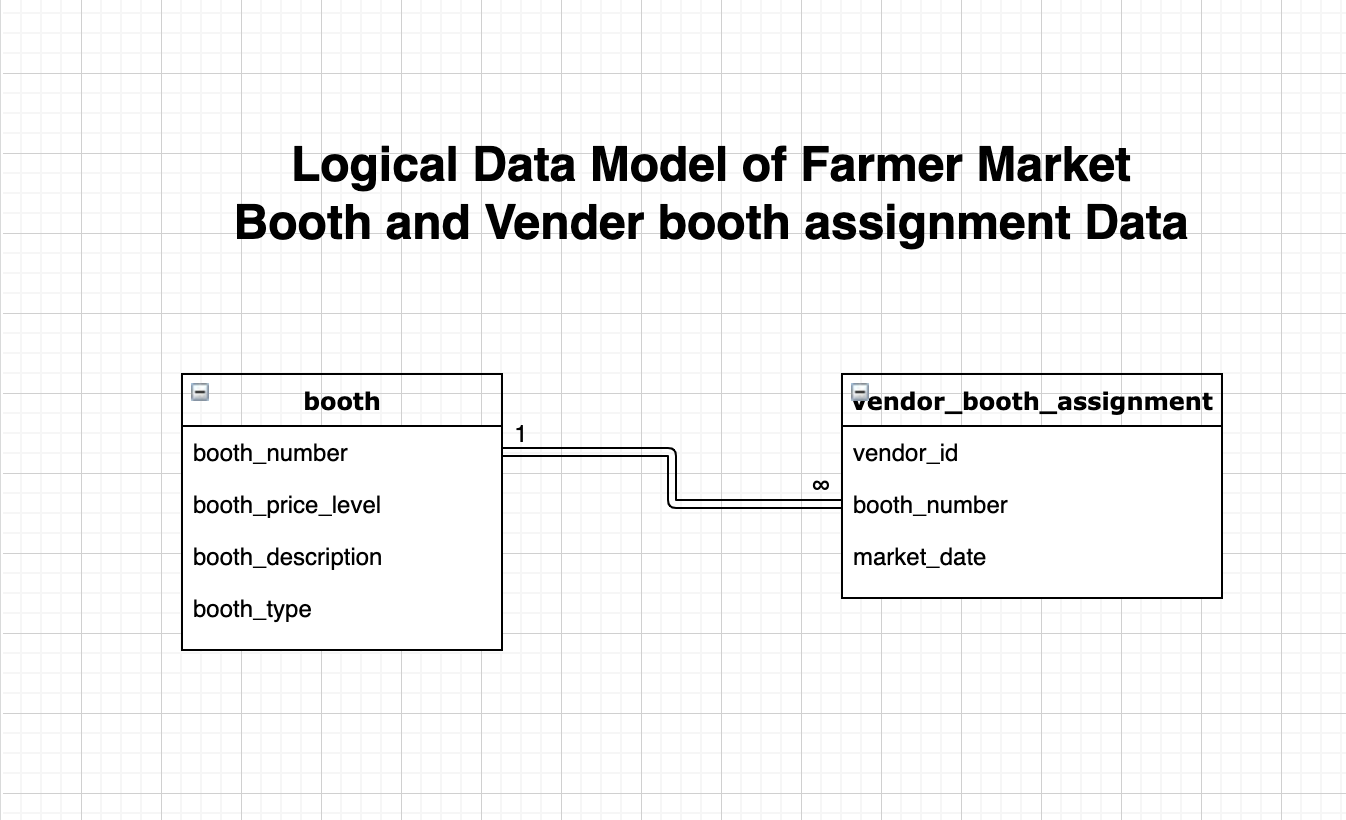 Logical Data Model of Farmer Market
Booth and Vender booth assignment Data
booth
booth_number
booth_price_level
booth_description
booth_type
1
∞
vendor_booth_assignment
vendor_id
booth_number
market_date